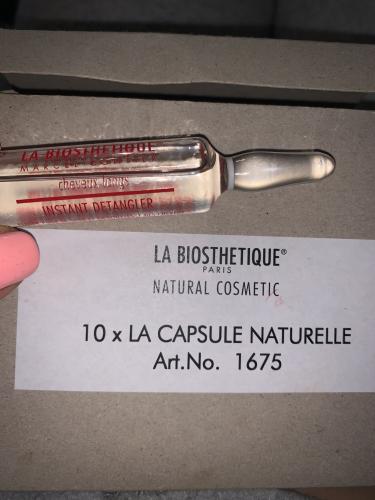 LA BIOSTHETIQUE
cheveux longs
INSTANT DETANGLER
LA BIOSTHETIQUE®
PARIS
NATURAL COSMETIC
10 x LA CAPSULE NATURELLE
Art.No. 1675